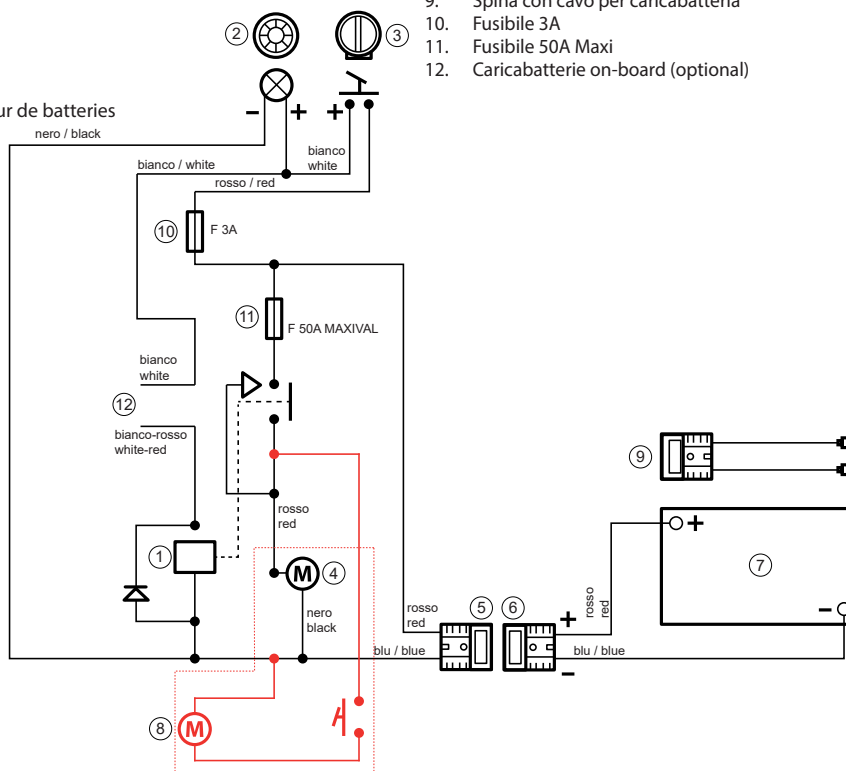 9. Spina con cavo per caricabatteria
10. Fusibile 3A
11. Fusibile 50A Maxi
12. Caricabatterie on-board (optional)
2
3
ur de batteries
- + +
nero / black
bianco
white
bianco / white
rosso / red
10
F 3A
11
F 50A MAXIVAL
bianco
white
12
bianco-rosso
white-red
9
rosso
red
1
M
4
+
7
nero
black
rosso
red
5
6
+
rosso
red
-
blu / blue
blu / blue
-
8
M